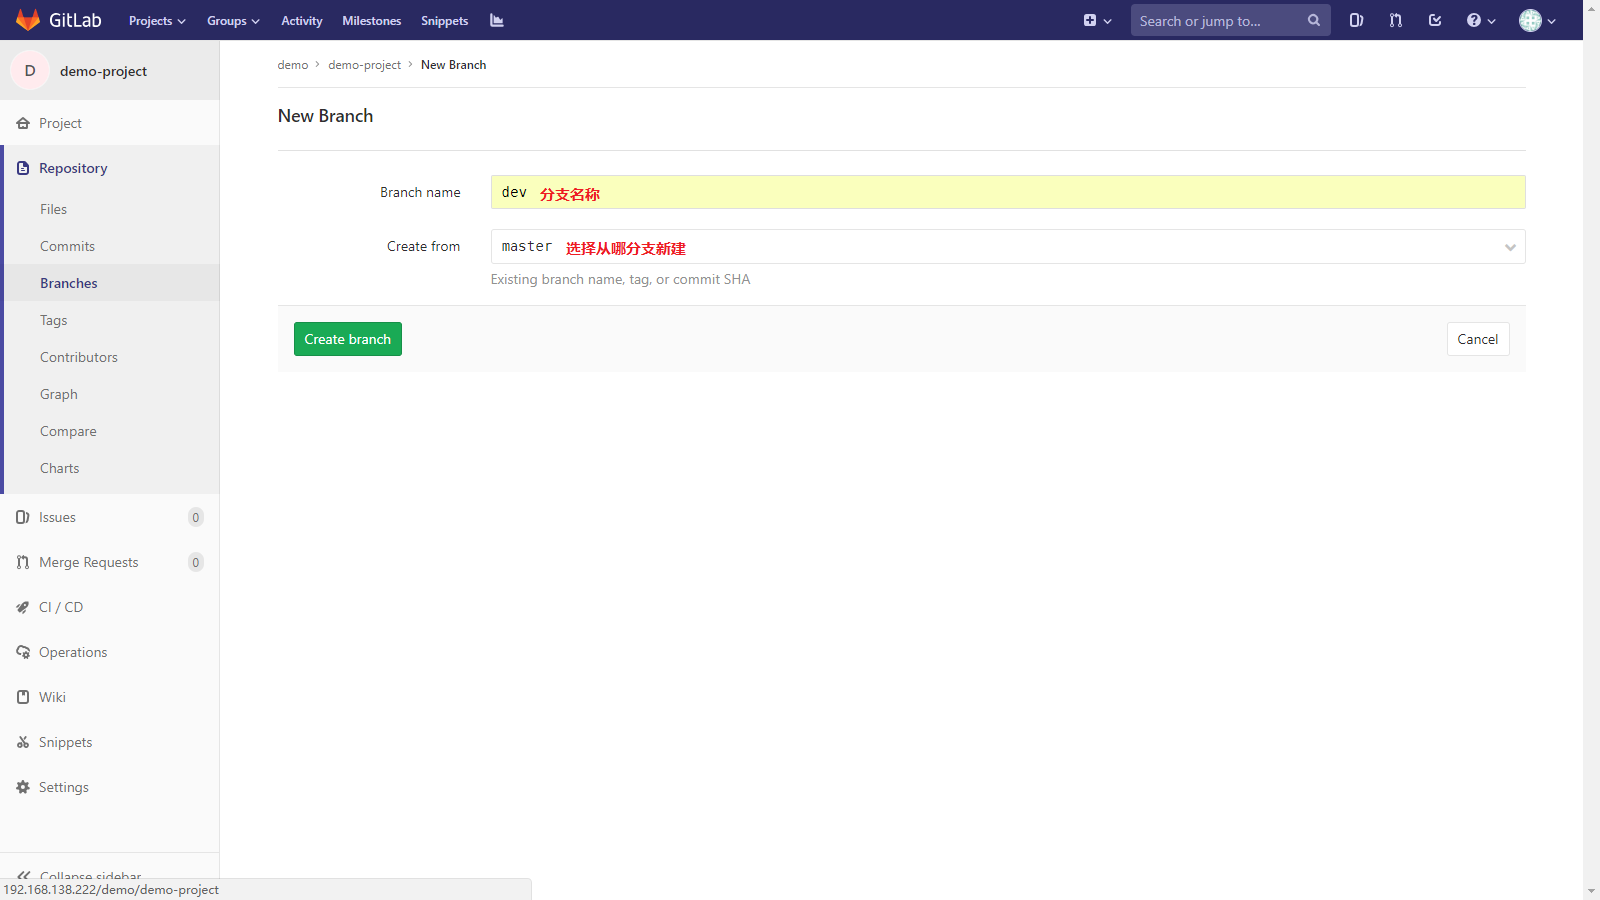 GitLab Projects Groups Activity Milestones Snippets Search or jump to...
D demo-project
demo › demo-project › New Branch
New Branch
Project
Repository
Files
Commits
Branches
Tags
Contributors
Graph
Compare
Charts
Issues 0
Merge Requests 0
CI / CD
Operations
Wiki
Snippets
Settings
Collapse sidebar
Branch name dev 分支名称
Create from master 选择从哪分支新建
Existing branch name, tag, or commit SHA
Create branch Cancel
192.168.138.222/demo/demo-project